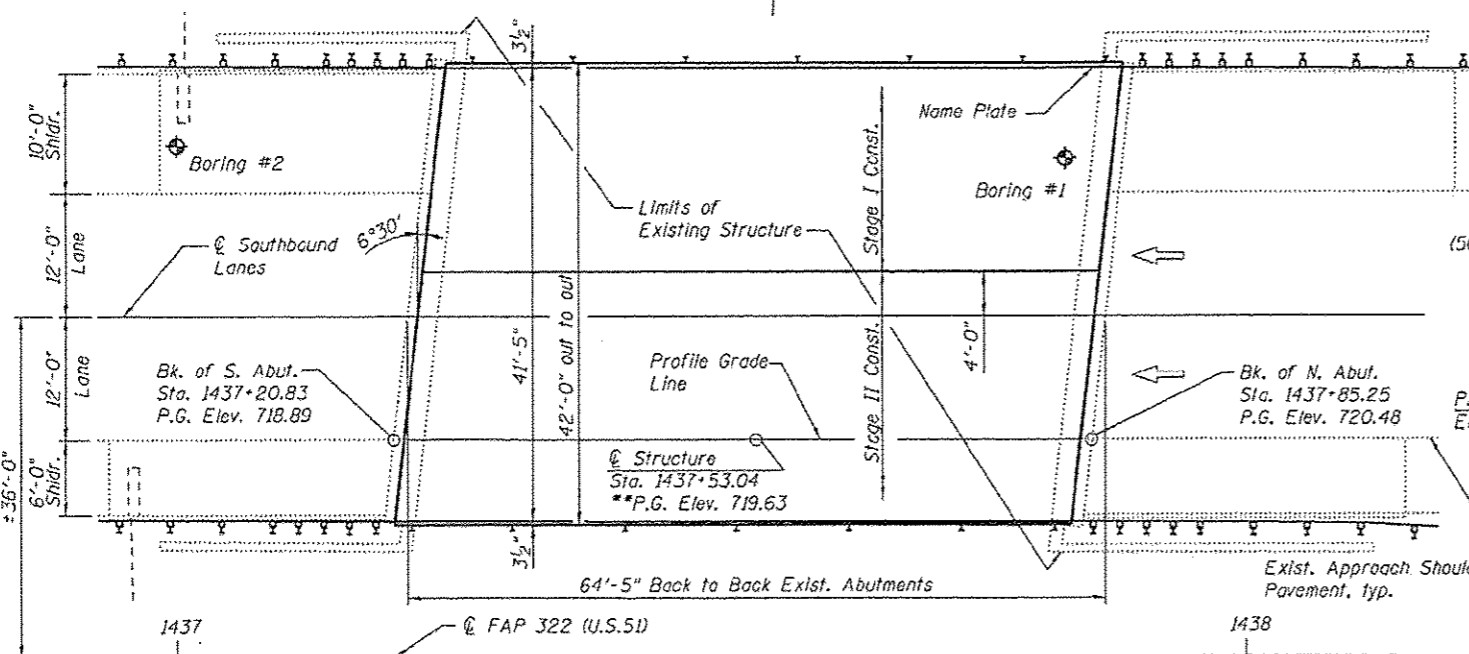 3½"
10'-0"
Shldr.
Boring #2
Name Plate
Boring #1
Stage I Const.
Limits of
Existing Structure
12'-0"
Lane
℄ Southbound
Lanes
6°30'
4'-0"
41'-5"
42'-0" out to out
12'-0"
Lane
Bk. of S. Abut.
Sta. 1437+20.83
P.G. Elev. 718.89
Profile Grade
Line
Stage II Const.
Bk. of N. Abut.
Sta. 1437+85.25
P.G. Elev. 720.48
±36'-0"
6'-0"
Shldr.
℄ Structure
Sta. 1437+53.04
**P.G. Elev. 719.63
3½"
64'-5" Back to Back Exist. Abutments
Exist. Approach Should
Pavement, typ.
1437
℄ FAP 322 (U.S.51)
1438